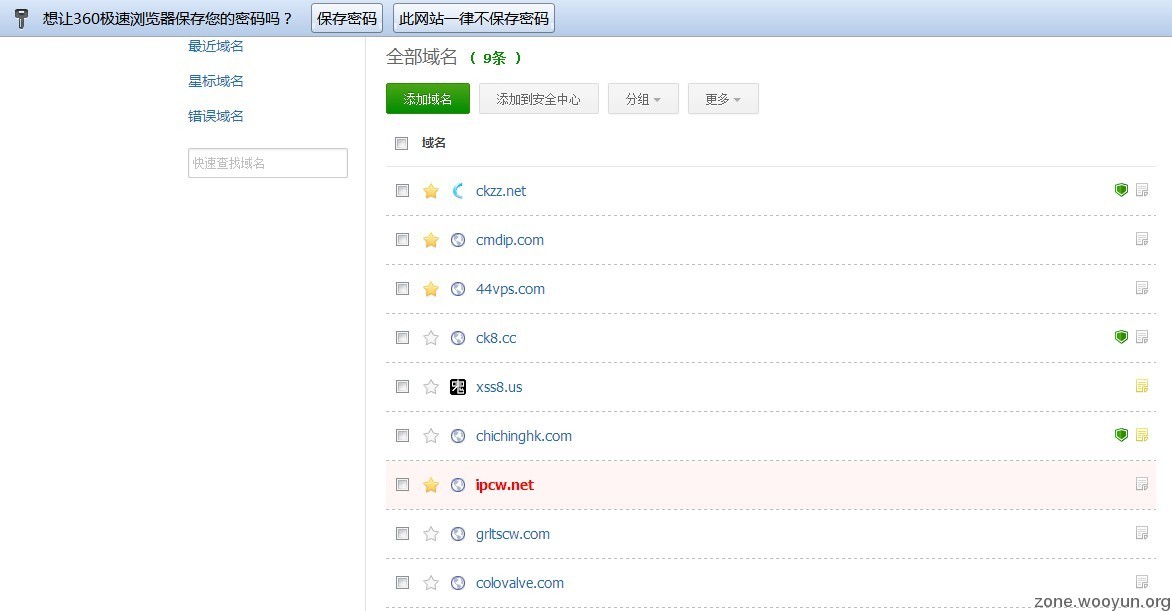 想让360极速浏览器保存您的密码吗？ 保存密码 此网站一律不保存密码
最近域名
星标域名
错误域名
快速查找域名
全部域名 ( 9条 )
添加域名 添加到安全中心 分组 更多
域名
ckzz.net
cmdip.com
44vps.com
ck8.cc
xss8.us
chichinghk.com
ipcw.net
grltscw.com
colovalve.com
zone.wooyun.org